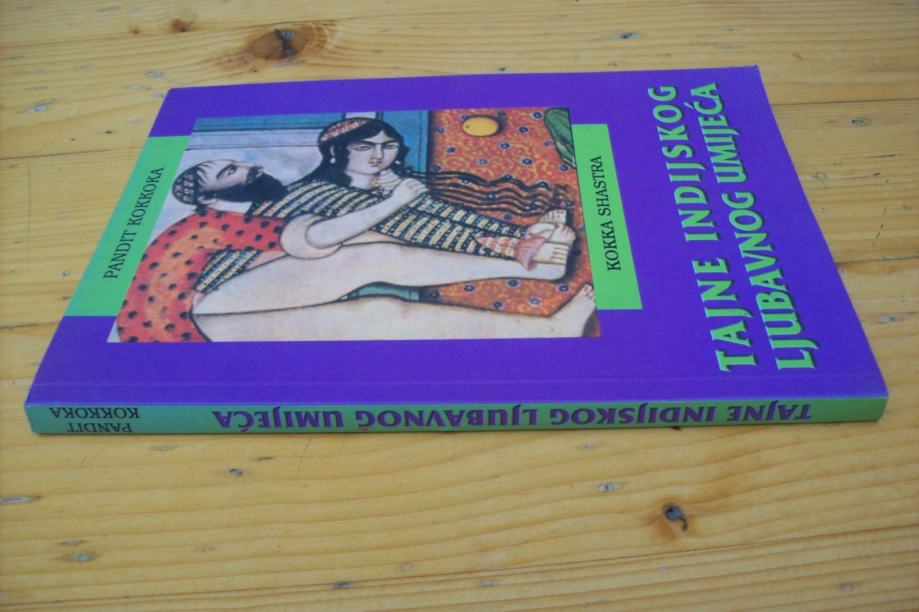 PANDIT KOKKOKA
KOKKA SHASTRA
TAJNE INDIJSKOG
LJUBAVNOG UMIJEĆA
PANDIT
KOKKOKA
TAJNE INDIJSKOG LJUBAVNOG UMIJEĆA